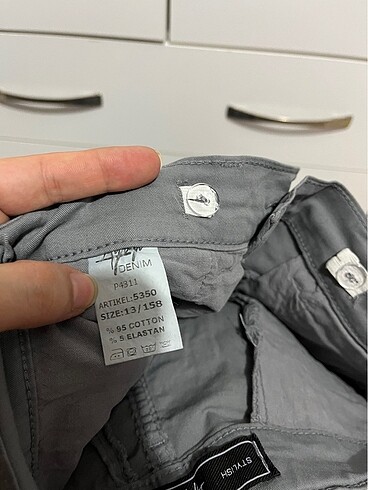 DENIM
P4311
ARTIKEL:5350
SIZE:13/158
% 95 COTTON
% 5 ELASTAN
STYLISH